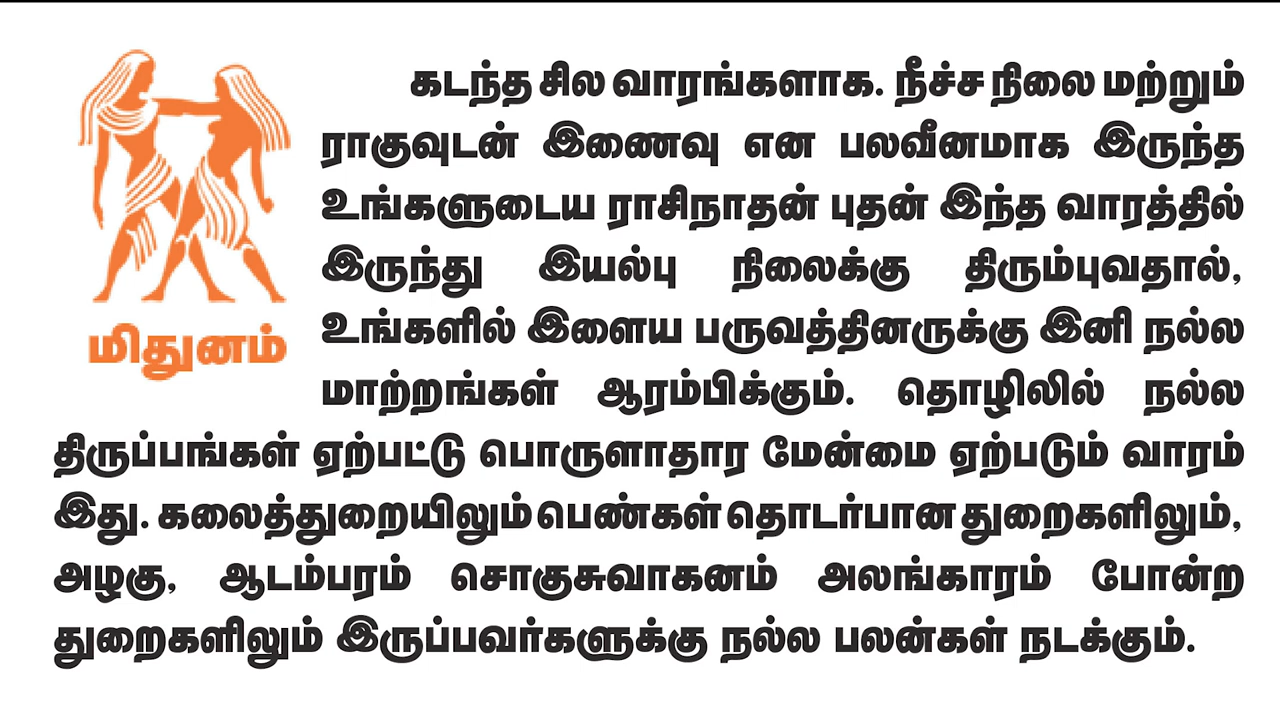 கடந்த சில வாரங்களாக. நீச்ச நிலை மற்றும்
ராகுவுடன் இணைவு என பலவீனமாக இருந்த
உங்களுடைய ராசிநாதன் புதன் இந்த வாரத்தில்
இருந்து இயல்பு நிலைக்கு திரும்புவதால்,
உங்களில் இளைய பருவத்தினருக்கு இனி நல்ல
மிதுனம்
மாற்றங்கள் ஆரம்பிக்கும். தொழிலில் நல்ல
திருப்பங்கள் ஏற்பட்டு பொருளாதார மேன்மை ஏற்படும் வாரம்
இது. கலைத்துறையிலும் பெண்கள் தொடர்பான துறைகளிலும்,
அழகு, ஆடம்பரம் சொகுசுவாகனம் அலங்காரம் போன்ற
துறைகளிலும் இருப்பவர்களுக்கு நல்ல பலன்கள் நடக்கும்.